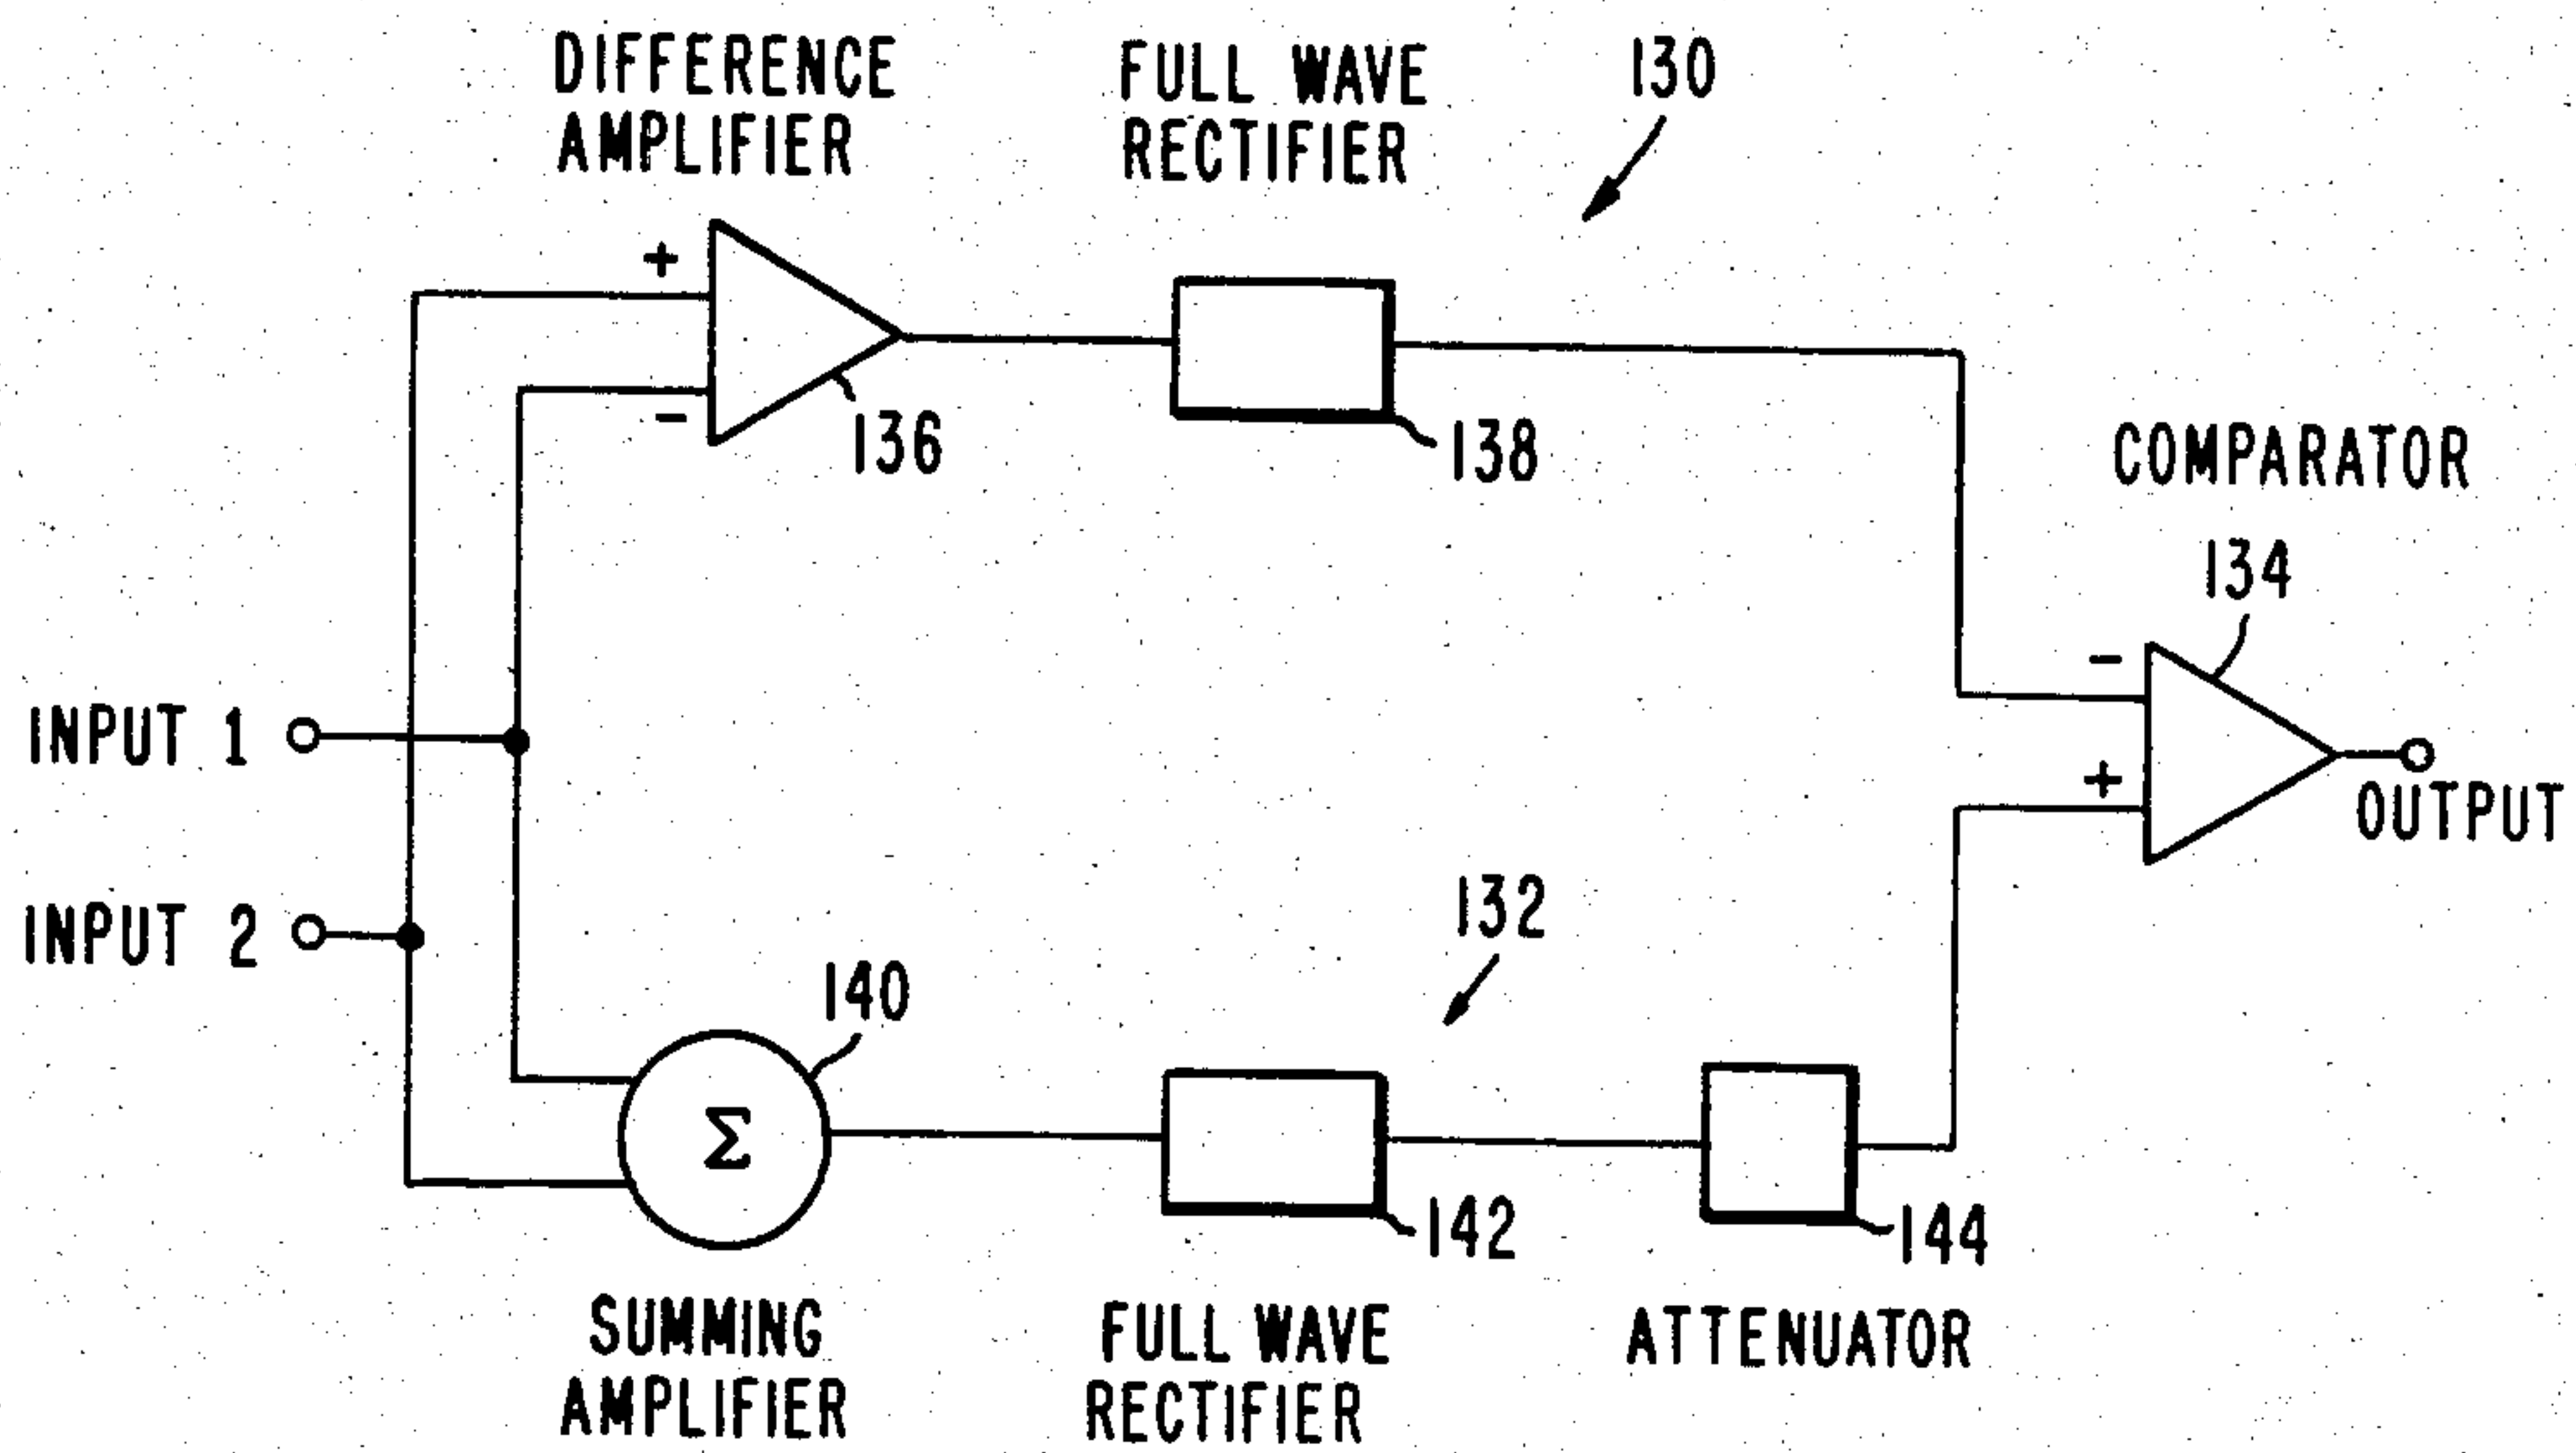 DIFFERENCE
AMPLIFIER
FULL WAVE
RECTIFIER
130
+
-
136
138
COMPARATOR
134
-
+
OUTPUT
INPUT 1
INPUT 2
132
140
Σ
142
144
SUMMING
AMPLIFIER
FULL WAVE
RECTIFIER
ATTENUATOR